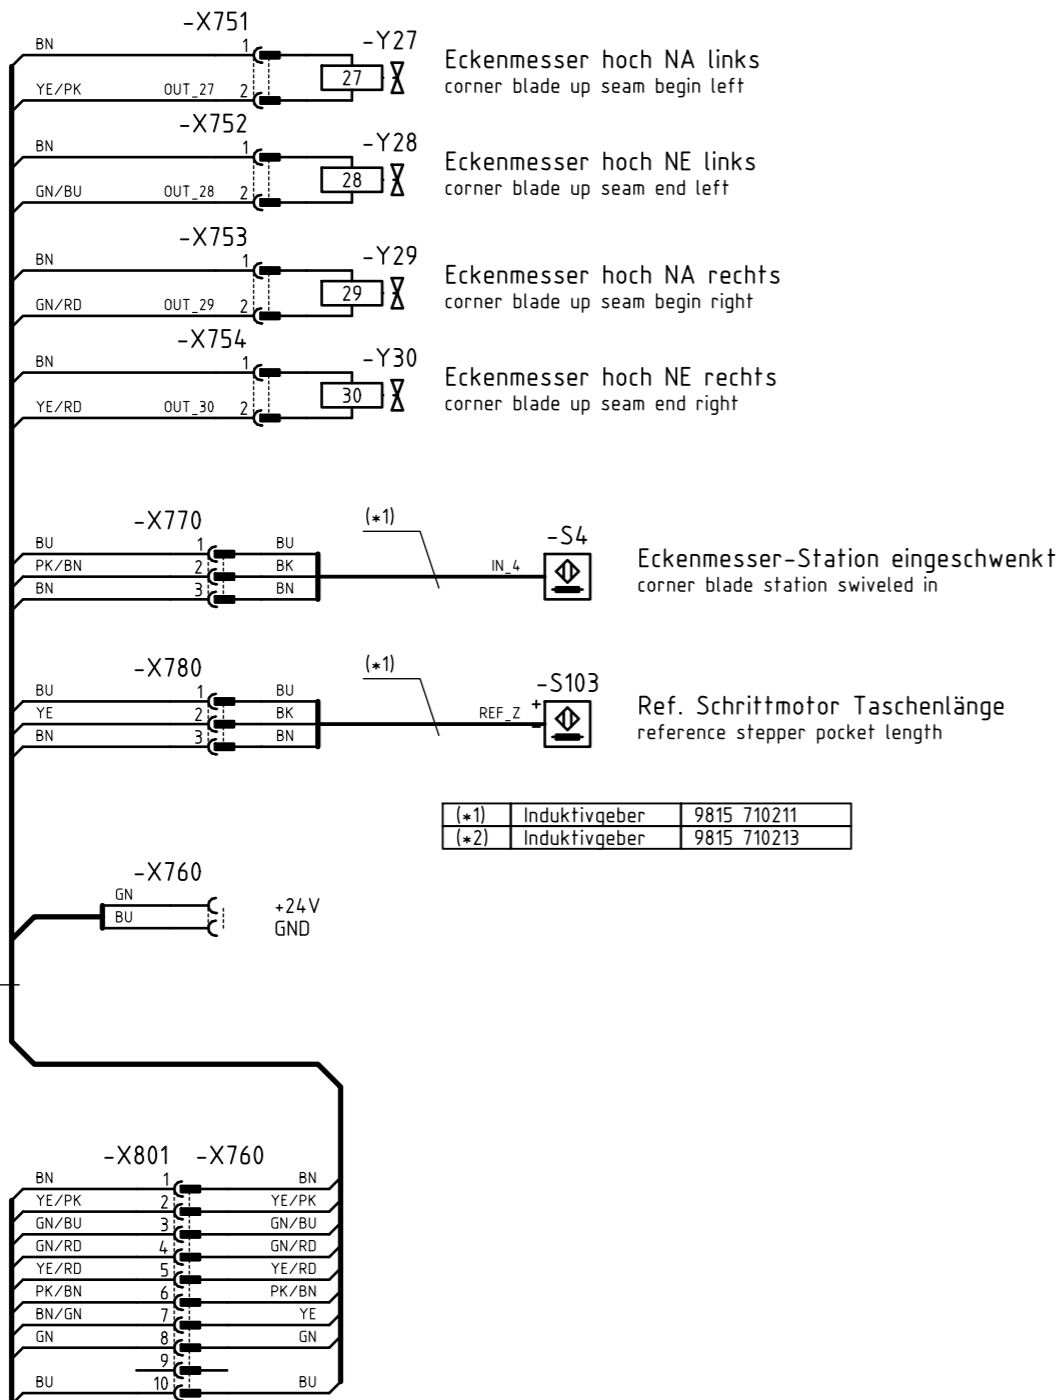 -X751
BN 1 -Y27
27 Eckenmesser hoch NA links
YE/PK OUT_27 2 corner blade up seam begin left
-X752
BN 1 -Y28
28 Eckenmesser hoch NE links
GN/BU OUT_28 2 corner blade up seam end left
-X753
BN 1 -Y29
29 Eckenmesser hoch NA rechts
GN/RD OUT_29 2 corner blade up seam begin right
-X754
BN 1 -Y30
30 Eckenmesser hoch NE rechts
YE/RD OUT_30 2 corner blade up seam end right
-X770 (*1) -S4
BU 1 BU
PK/BN 2 BK IN_4 Eckenmesser-Station eingeschwenkt
BN 3 BN corner blade station swiveled in
-X780 (*1) -S103
BU 1 BU +
YE 2 BK REF_Z - Ref. Schrittmotor Taschenlänge
BN 3 BN reference stepper pocket length
(*1) Induktivgeber 9815 710211
(*2) Induktivgeber 9815 710213
-X760
GN +24V
BU GND
-X801 -X760
BN 1 BN
YE/PK 2 YE/PK
GN/BU 3 GN/BU
GN/RD 4 GN/RD
YE/RD 5 YE/RD
PK/BN 6 PK/BN
BN/GN 7 YE
GN 8 GN
9
BU 10 BU